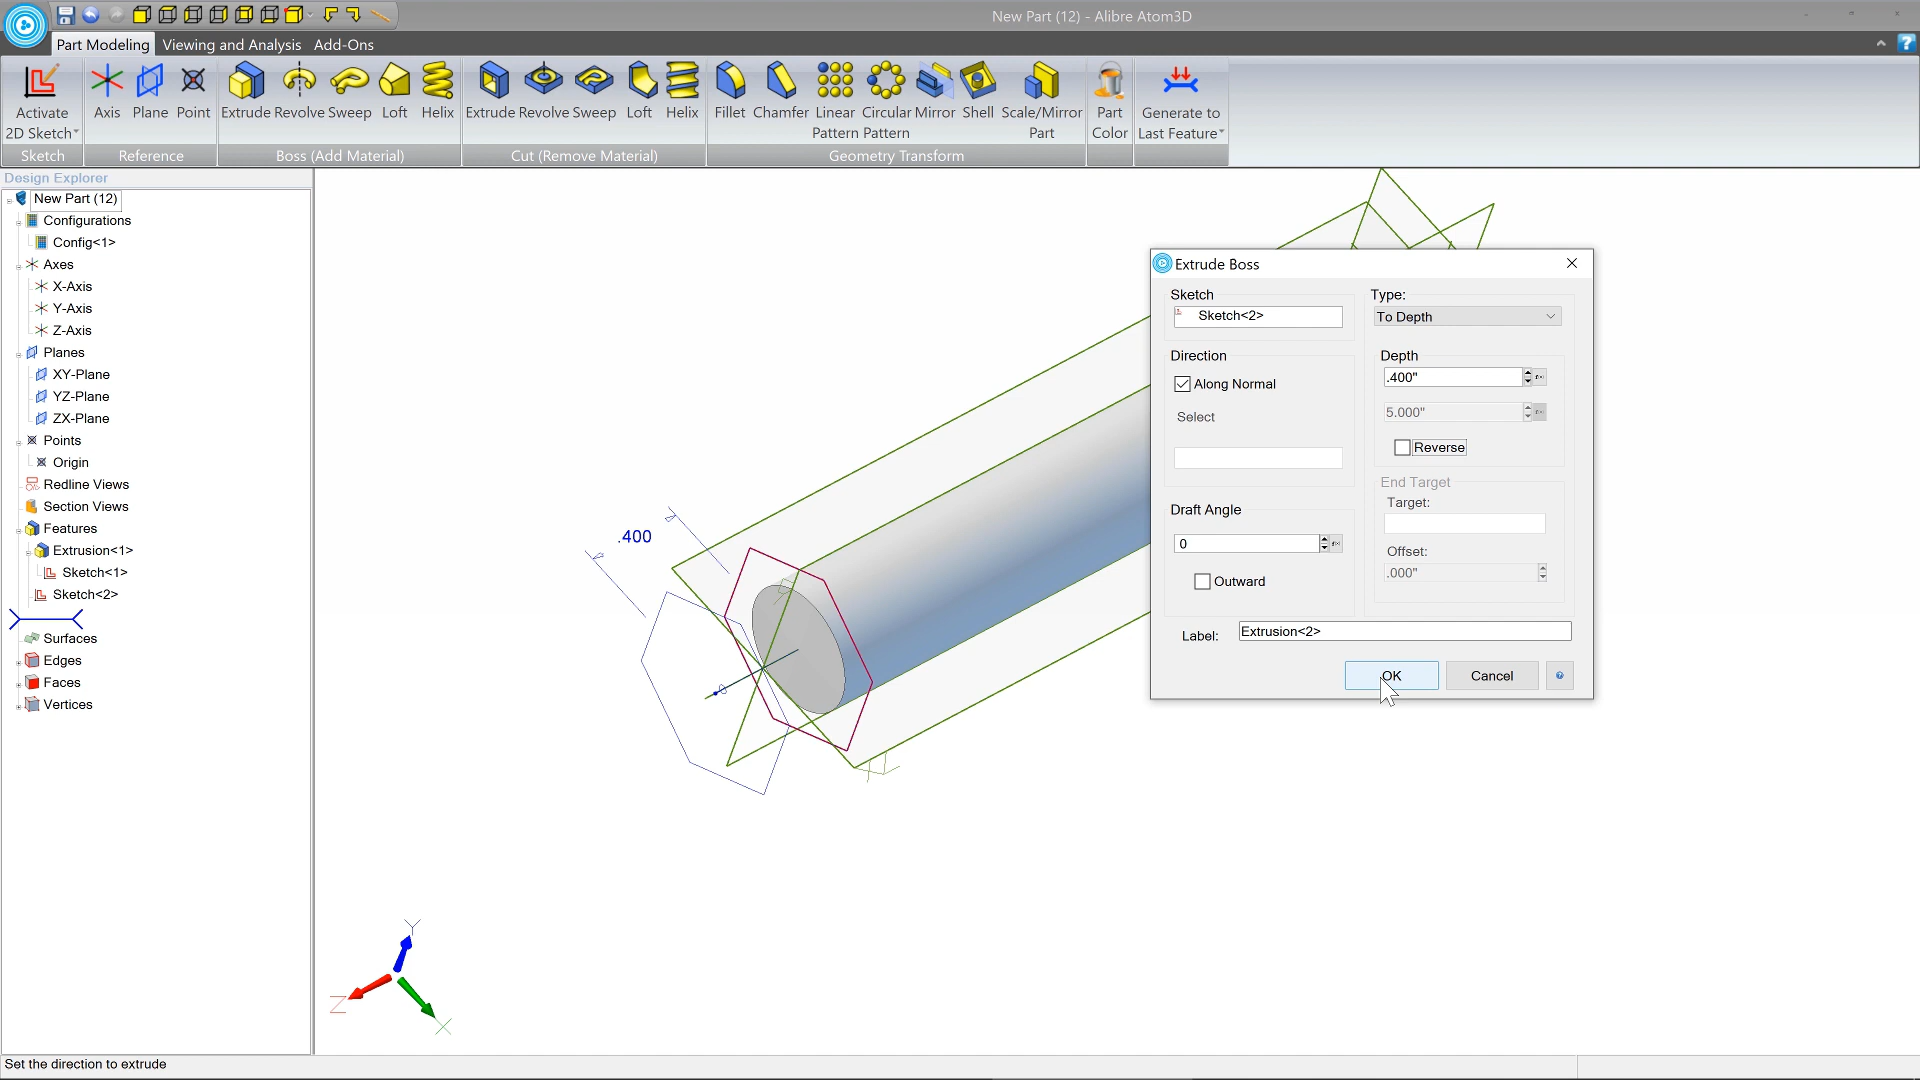 New Part (12) - Alibre Atom3D
Part Modeling Viewing and Analysis Add-Ons
?
Activate
2D Sketch
Axis Plane Point
Extrude Revolve Sweep Loft Helix
Extrude Revolve Sweep Loft Helix
Fillet Chamfer Linear Pattern Circular Pattern Mirror Shell Scale/Mirror Part
Part Color
Generate to Last Feature
Sketch Reference Boss (Add Material) Cut (Remove Material) Geometry Transform
Design Explorer
New Part (12)
Configurations
Config<1>
Axes
X-Axis
Y-Axis
Z-Axis
Planes
XY-Plane
YZ-Plane
ZX-Plane
Points
Origin
Redline Views
Section Views
Features
Extrusion<1>
Sketch<1>
Sketch<2>
Surfaces
Edges
Faces
Vertices
.400
Y
Z
X
Extrude Boss
Sketch
Sketch<2>
Direction
Along Normal
Select
Draft Angle
0
Outward
Type:
To Depth
Depth
.400"
5.000"
Reverse
End Target
Target:
Offset:
.000"
Label: Extrusion<2>
OK Cancel
Set the direction to extrude